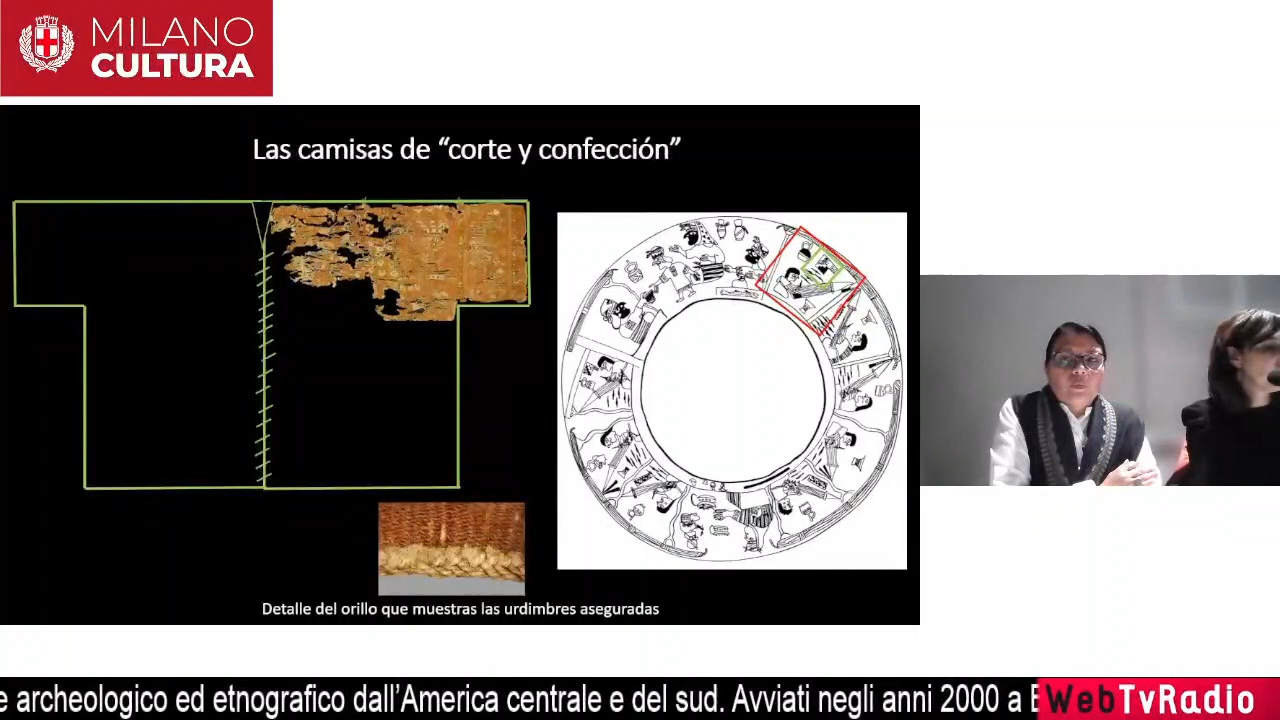 MILANO
CULTURA
Las camisas de “corte y confección”
Detalle del orillo que muestras las urdimbres aseguradas
e archeologico ed etnografico dall’America centrale e del sud. Avviati negli anni 2000 a
WebTvRadio